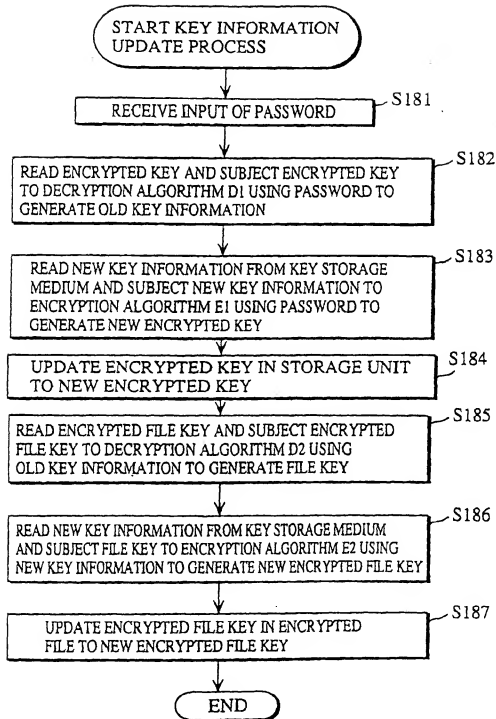 START KEY INFORMATION
UPDATE PROCESS
S181
RECEIVE INPUT OF PASSWORD
S182
READ ENCRYPTED KEY AND SUBJECT ENCRYPTED KEY
TO DECRYPTION ALGORITHM D1 USING PASSWORD TO
GENERATE OLD KEY INFORMATION
S183
READ NEW KEY INFORMATION FROM KEY STORAGE
MEDIUM AND SUBJECT NEW KEY INFORMATION TO
ENCRYPTION ALGORITHM E1 USING PASSWORD TO
GENERATE NEW ENCRYPTED KEY
S184
UPDATE ENCRYPTED KEY IN STORAGE UNIT
TO NEW ENCRYPTED KEY
S185
READ ENCRYPTED FILE KEY AND SUBJECT ENCRYPTED
FILE KEY TO DECRYPTION ALGORITHM D2 USING
OLD KEY INFORMATION TO GENERATE FILE KEY
S186
READ NEW KEY INFORMATION FROM KEY STORAGE MEDIUM
AND SUBJECT FILE KEY TO ENCRYPTION ALGORITHM E2 USING
NEW KEY INFORMATION TO GENERATE NEW ENCRYPTED FILE KEY
S187
UPDATE ENCRYPTED FILE KEY IN ENCRYPTED
FILE TO NEW ENCRYPTED FILE KEY
END